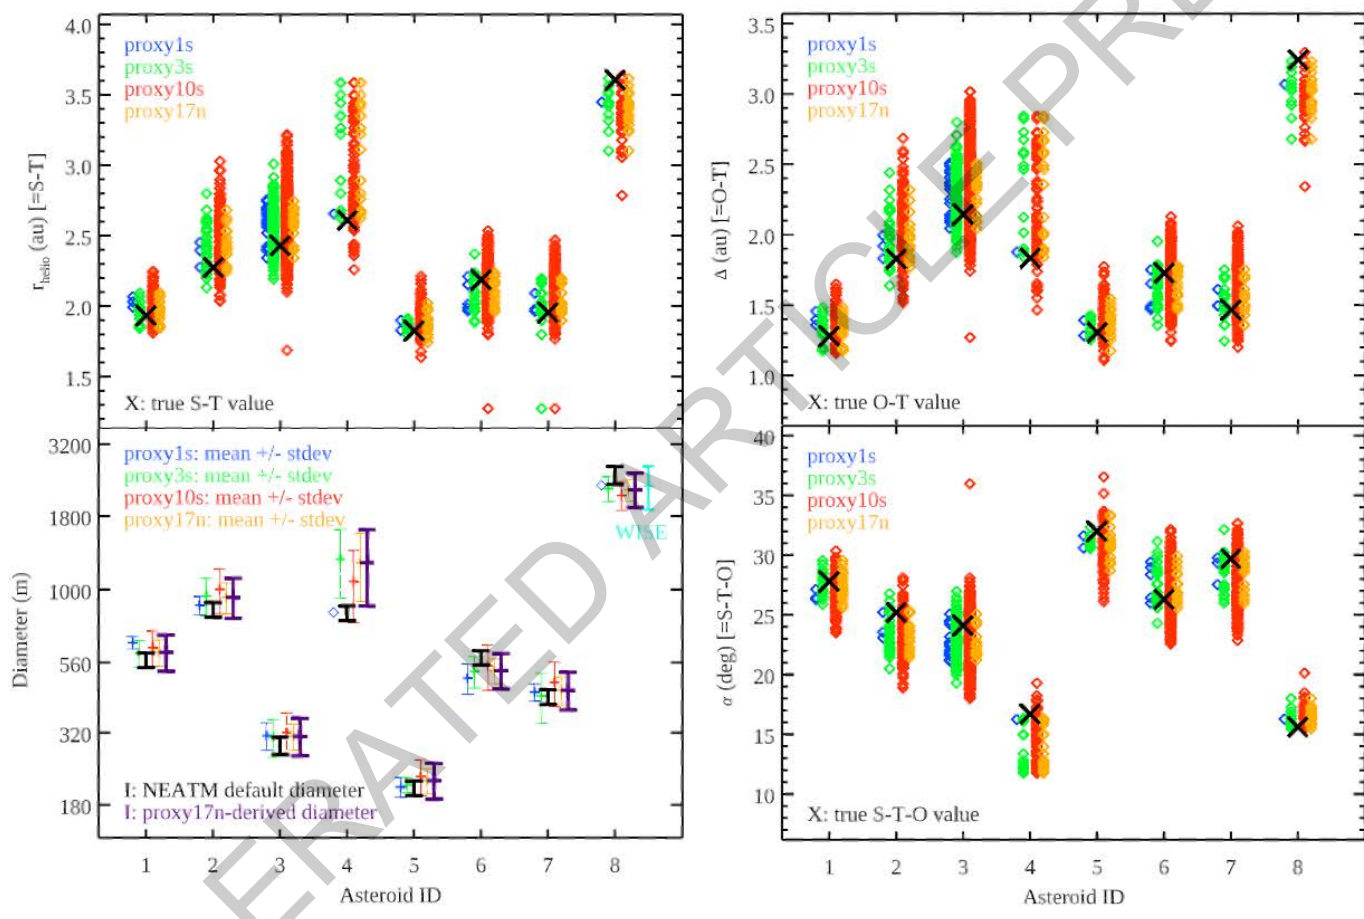 4.0
3.5
3.0
2.5
2.0
1.5
r_helio (au) [=S-T]
proxy1s
proxy3s
proxy10s
proxy17n
X: true S-T value
3.5
3.0
2.5
2.0
1.5
1.0
Δ (au) [=O-T]
proxy1s
proxy3s
proxy10s
proxy17n
X: true O-T value
3200
1800
1000
560
320
180
Diameter (m)
proxy1s: mean +/- stdev
proxy3s: mean +/- stdev
proxy10s: mean +/- stdev
proxy17n: mean +/- stdev
WISE
I: NEATM default diameter
I: proxy17n-derived diameter
1 2 3 4 5 6 7 8
Asteroid ID
40
35
30
25
20
15
10
α (deg) [=S-T-O]
proxy1s
proxy3s
proxy10s
proxy17n
X: true S-T-O value
1 2 3 4 5 6 7 8
Asteroid ID
ERATED ARTICLE PRE